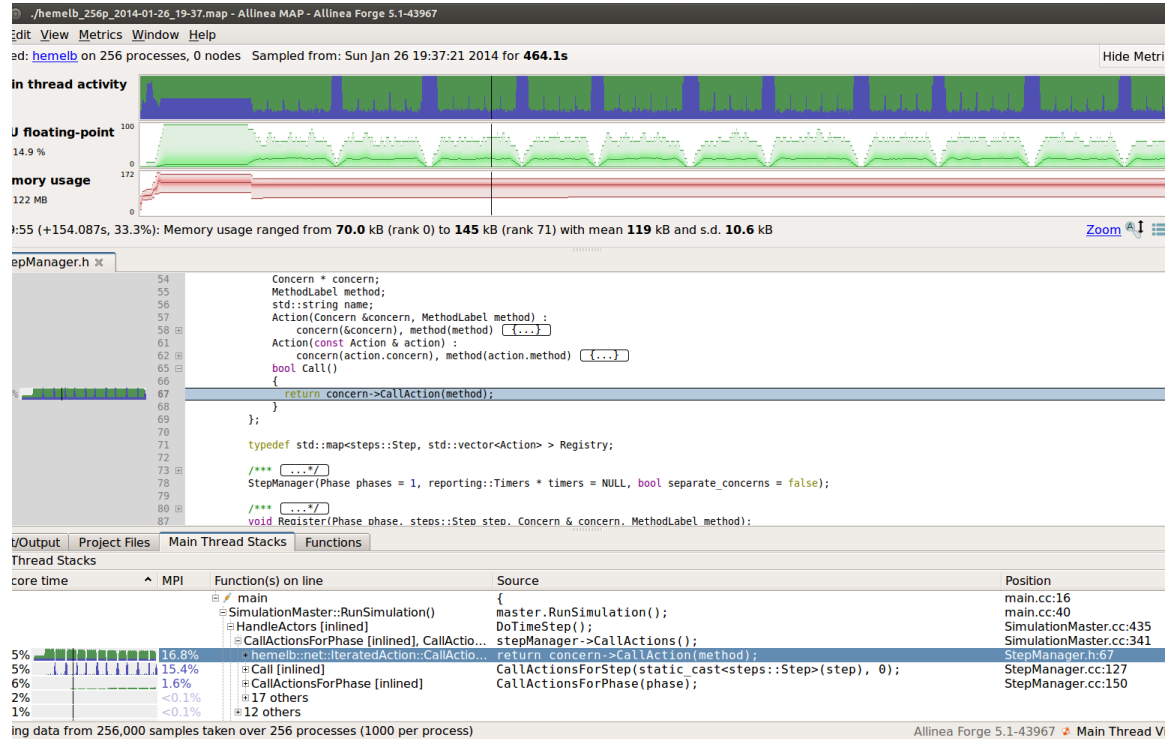 ./hemelb_256p_2014-01-26_19-37.map - Allinea MAP - Allinea Forge 5.1-43967
Edit View Metrics Window Help
ed: hemelb on 256 processes, 0 nodes Sampled from: Sun Jan 26 19:37:21 2014 for 464.1s Hide Metri
in thread activity
U floating-point 100
14.9 %
0
mory usage 172
122 MB
0
9:55 (+154.087s, 33.3%): Memory usage ranged from 70.0 kB (rank 0) to 145 kB (rank 71) with mean 119 kB and s.d. 10.6 kB Zoom
epManager.h
54 Concern * concern;
55 MethodLabel method;
56 std::string name;
57 Action(Concern &concern, MethodLabel method) :
58 concern(&concern), method(method) {...}
61 Action(const Action & action) :
62 concern(action.concern), method(action.method) {...}
65 bool Call()
66 {
67 return concern->CallAction(method);
68 }
69 };
70
71 typedef std::map<steps::Step, std::vector<Action> > Registry;
72
73 /*** ...*/
78 StepManager(Phase phases = 1, reporting::Timers * timers = NULL, bool separate_concerns = false);
79
80 /*** ...*/
87 void Register(Phase phase, steps::Step step, Concern & concern, MethodLabel method);
t/Output Project Files Main Thread Stacks Functions
Thread Stacks
core time MPI Function(s) on line Source Position
main { main.cc:16
SimulationMaster::RunSimulation() master.RunSimulation(); main.cc:40
HandleActors [inlined] DoTimeStep(); SimulationMaster.cc:435
CallActionsForPhase [inlined], CallActio... stepManager->CallActions(); SimulationMaster.cc:341
5% 16.8% hemelb::net::IteratedAction::CallActio... return concern->CallAction(method); StepManager.h:67
5% 15.4% Call [inlined] CallActionsForStep(static_cast<steps::Step>(step), 0); StepManager.cc:127
6% 1.6% CallActionsForPhase [inlined] CallActionsForPhase(phase); StepManager.cc:150
2% <0.1% 17 others
1% <0.1% 12 others
ing data from 256,000 samples taken over 256 processes (1000 per process) Allinea Forge 5.1-43967 Main Thread Vi